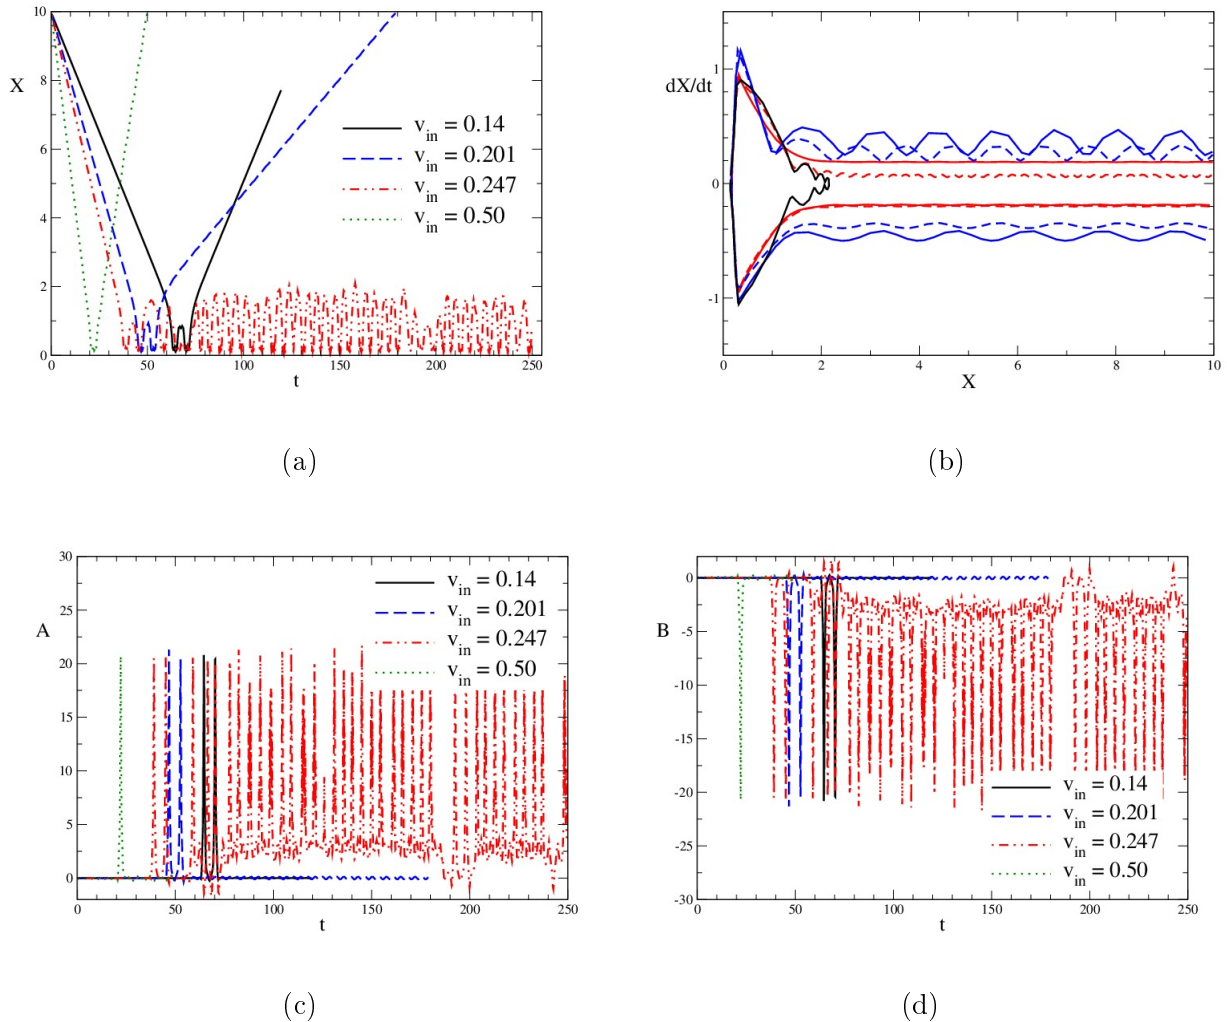 10
8
X
6
4
2
0
0 50 100 150 200 250
t
v_in = 0.14
v_in = 0.201
v_in = 0.247
v_in = 0.50
(a)
1
dX/dt
0
-1
0 2 4 6 8 10
X
(b)
30
25
A
20
15
10
5
0
0 50 100 150 200 250
t
v_in = 0.14
v_in = 0.201
v_in = 0.247
v_in = 0.50
(c)
0
B
-5
-10
-15
-20
-25
-30
0 50 100 150 200 250
t
v_in = 0.14
v_in = 0.201
v_in = 0.247
v_in = 0.50
(d)